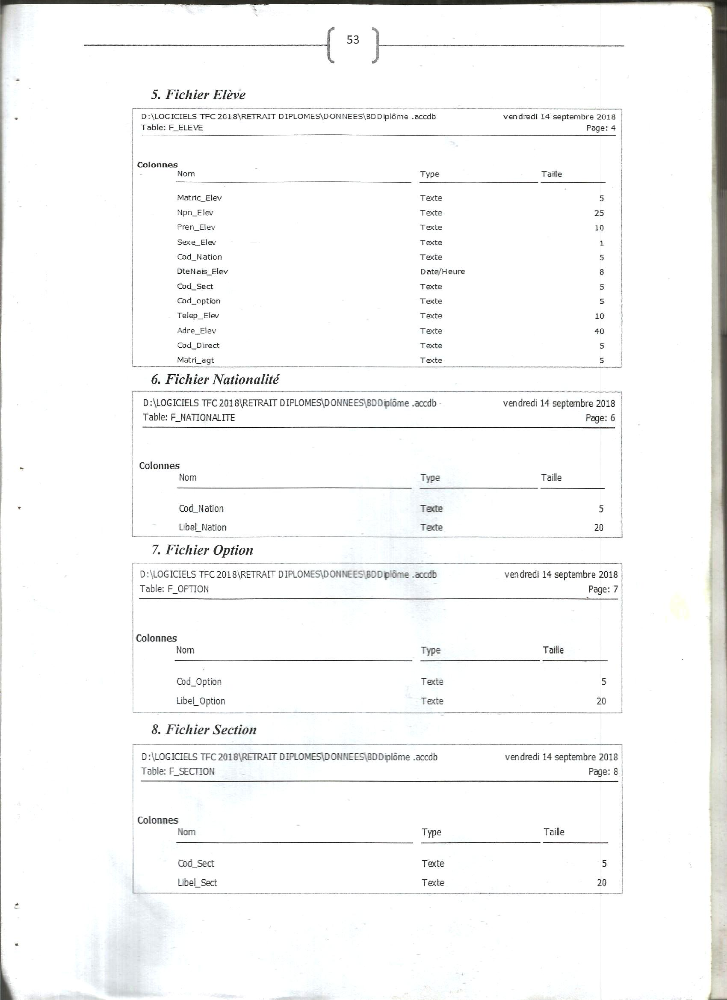 53
5. Fichier Elève
D:\LOGICIELS TFC 2018\RETRAIT DIPLOMES\DONNEES\BDDiplôme .accdb vendredi 14 septembre 2018
Table: F_ELEVE Page: 4
Colonnes
Nom Type Taille
Matric_Elev Texte 5
Npn_Elev Texte 25
Pren_Elev Texte 10
Sexe_Elev Texte 1
Cod_Nation Texte 5
DteNais_Elev Date/Heure 8
Cod_Sect Texte 5
Cod_option Texte 5
Telep_Elev Texte 10
Adre_Elev Texte 40
Cod_Direct Texte 5
Matri_agt Texte 5
6. Fichier Nationalité
D:\LOGICIELS TFC 2018\RETRAIT DIPLOMES\DONNEES\BDDiplôme .accdb vendredi 14 septembre 2018
Table: F_NATIONALITE Page: 6
Colonnes
Nom Type Taille
Cod_Nation Texte 5
Libel_Nation Texte 20
7. Fichier Option
D:\LOGICIELS TFC 2018\RETRAIT DIPLOMES\DONNEES\BDDiplôme .accdb vendredi 14 septembre 2018
Table: F_OPTION Page: 7
Colonnes
Nom Type Taille
Cod_Option Texte 5
Libel_Option Texte 20
8. Fichier Section
D:\LOGICIELS TFC 2018\RETRAIT DIPLOMES\DONNEES\BDDiplôme .accdb vendredi 14 septembre 2018
Table: F_SECTION Page: 8
Colonnes
Nom Type Taille
Cod_Sect Texte 5
Libel_Sect Texte 20